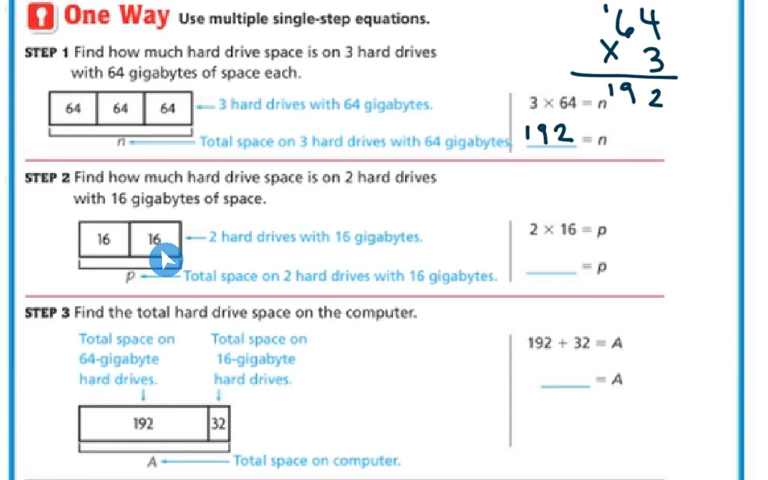 One Way Use multiple single-step equations.
¹64
× 3
192
STEP 1 Find how much hard drive space is on 3 hard drives
with 64 gigabytes of space each.
64 64 64
3 hard drives with 64 gigabytes.
3 × 64 = n
n
Total space on 3 hard drives with 64 gigabytes.
192 = n
STEP 2 Find how much hard drive space is on 2 hard drives
with 16 gigabytes of space.
16 16
2 hard drives with 16 gigabytes.
2 × 16 = p
p
Total space on 2 hard drives with 16 gigabytes.
____ = p
STEP 3 Find the total hard drive space on the computer.
Total space on
64-gigabyte
hard drives.
Total space on
16-gigabyte
hard drives.
192 + 32 = A
____ = A
192 32
A
Total space on computer.